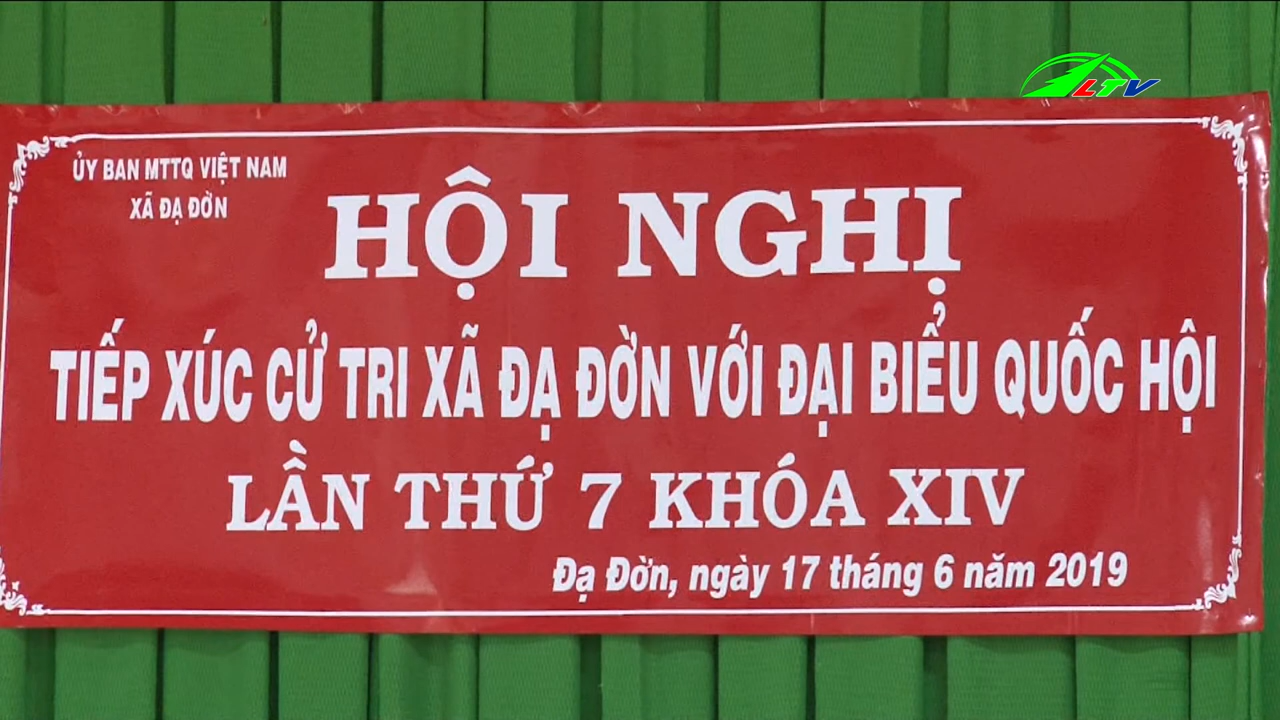 LTV
ỦY BAN MTTQ VIỆT NAM
XÃ ĐẠ ĐỜN
HỘI NGHỊ
TIẾP XÚC CỬ TRI XÃ ĐẠ ĐỜN VỚI ĐẠI BIỂU QUỐC HỘI
LẦN THỨ 7 KHÓA XIV
Đạ Đờn, ngày 17 tháng 6 năm 2019